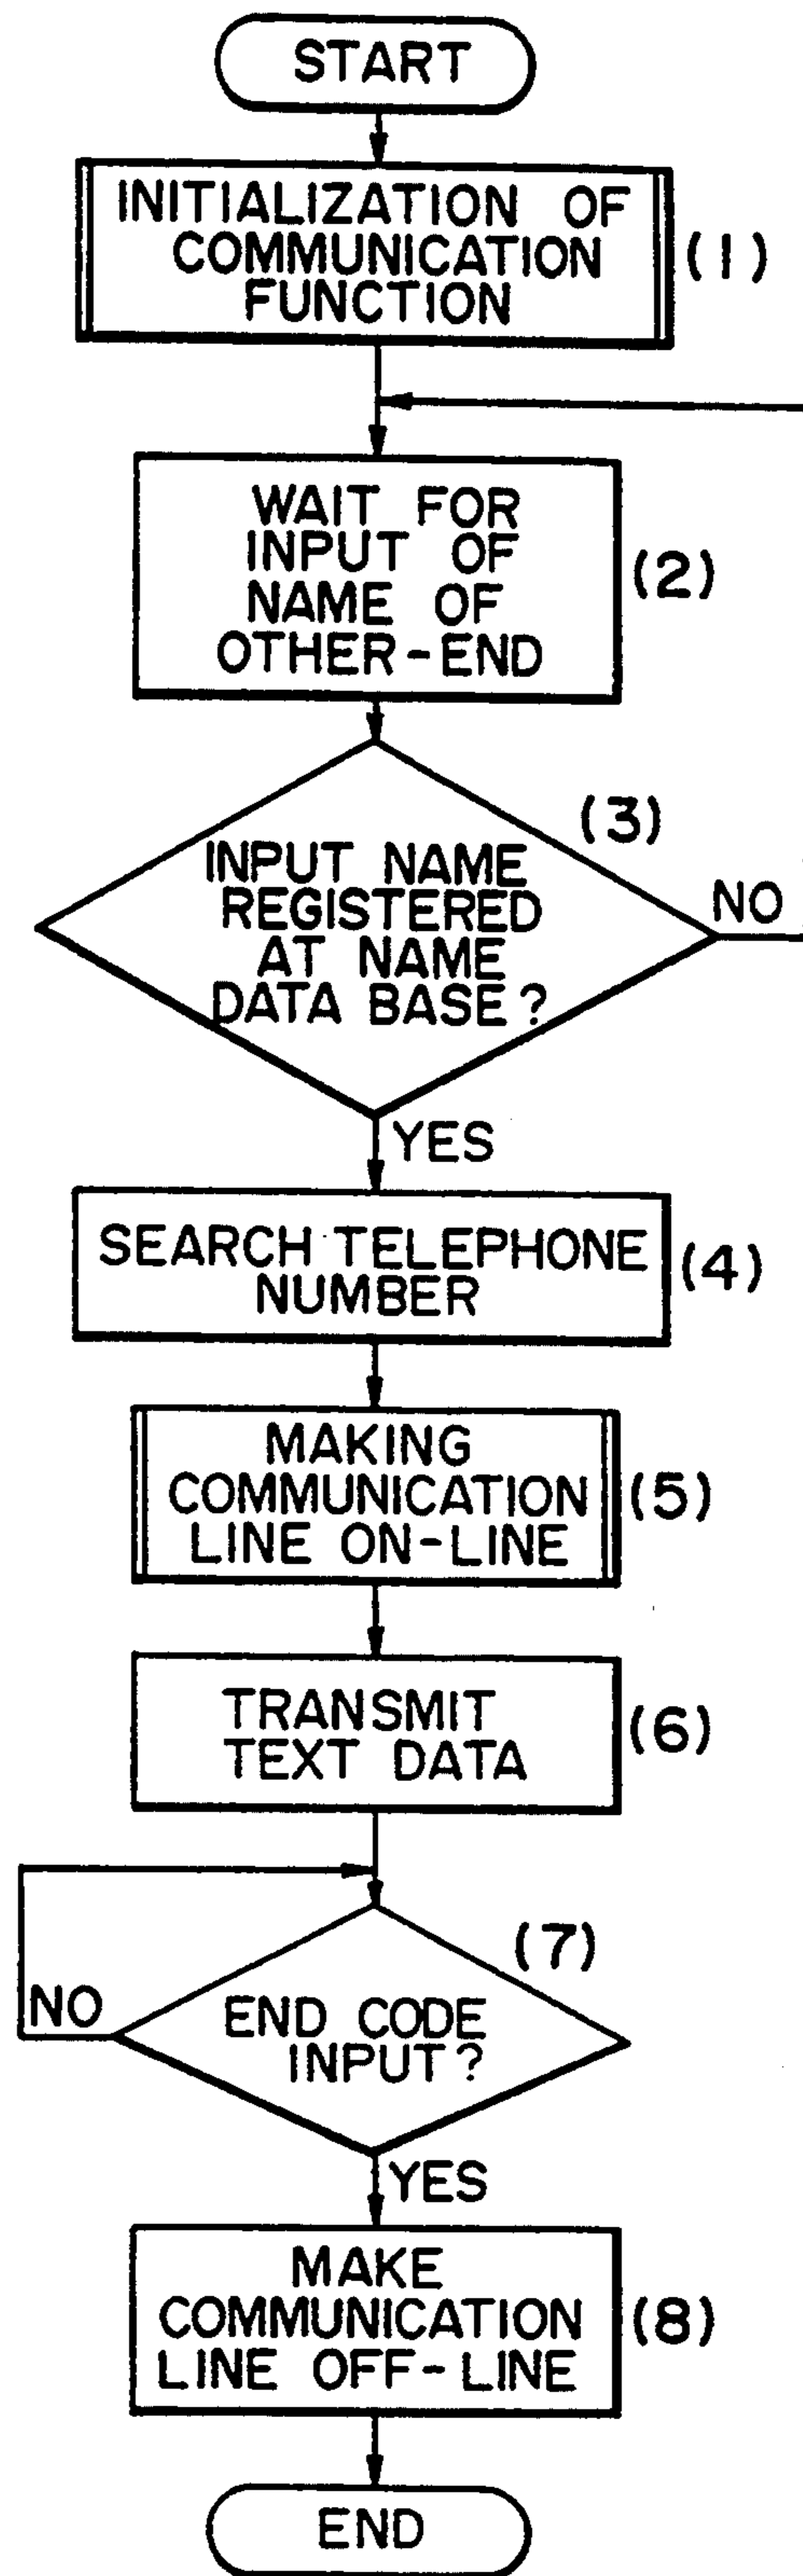 START
INITIALIZATION OF
COMMUNICATION
FUNCTION
(1)
WAIT FOR
INPUT OF
NAME OF
OTHER-END
(2)
(3)
INPUT NAME
REGISTERED
AT NAME
DATA BASE?
NO
YES
SEARCH TELEPHONE
NUMBER
(4)
MAKING
COMMUNICATION
LINE ON-LINE
(5)
TRANSMIT
TEXT DATA
(6)
(7)
END CODE
INPUT?
NO
YES
MAKE
COMMUNICATION
LINE OFF-LINE
(8)
END